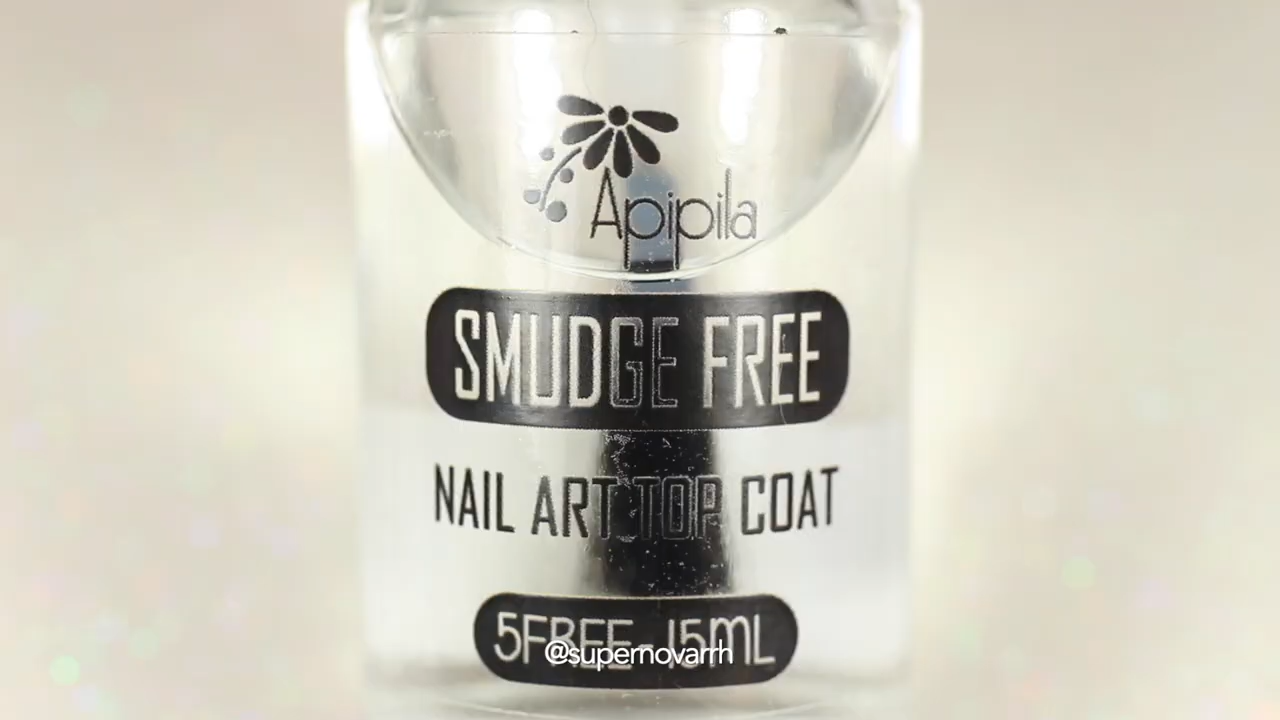 Apipila
SMUDGE FREE
NAIL ART TOP COAT
5FREE-15mL
@supernovarrh